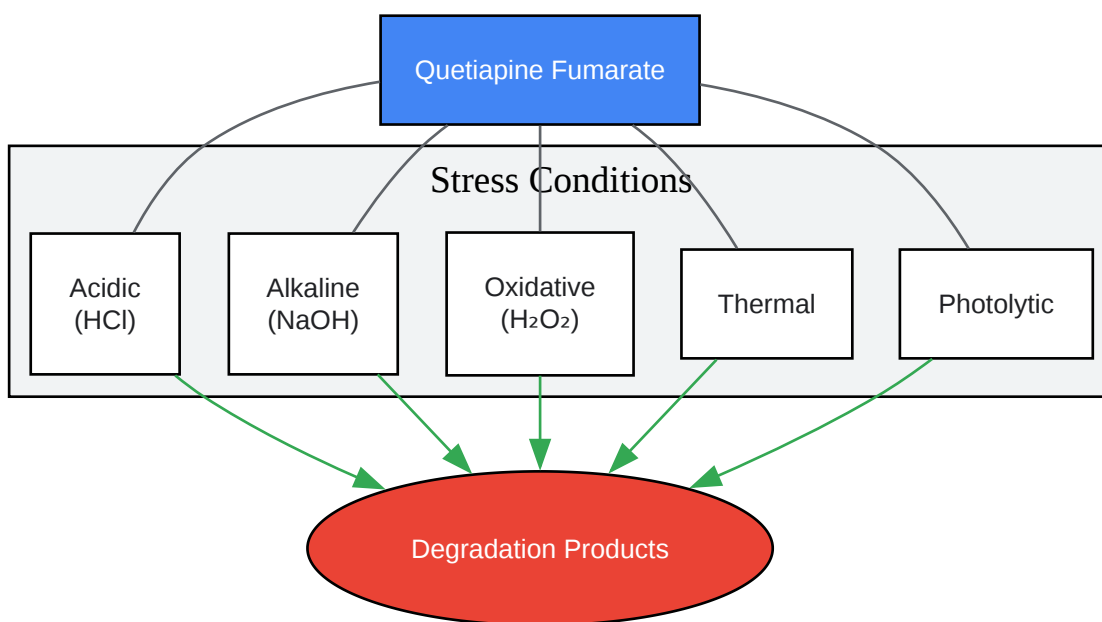 Quetiapine Fumarate
Stress Conditions
Acidic
(HCl)
Alkaline
(NaOH)
Oxidative
(H₂O₂)
Thermal
Photolytic
Degradation Products